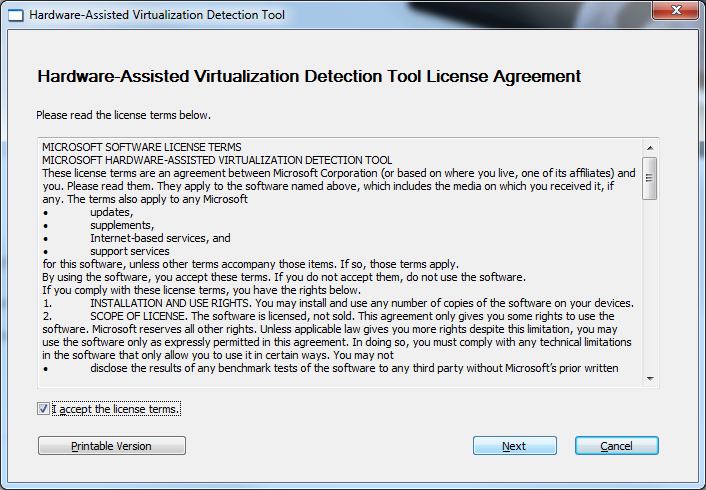 Hardware-Assisted Virtualization Detection Tool
Hardware-Assisted Virtualization Detection Tool License Agreement
Please read the license terms below.
MICROSOFT SOFTWARE LICENSE TERMS
MICROSOFT HARDWARE-ASSISTED VIRTUALIZATION DETECTION TOOL
These license terms are an agreement between Microsoft Corporation (or based on where you live, one of its affiliates) and
you. Please read them. They apply to the software named above, which includes the media on which you received it, if
any. The terms also apply to any Microsoft
• updates,
• supplements,
• Internet-based services, and
• support services
for this software, unless other terms accompany those items. If so, those terms apply.
By using the software, you accept these terms. If you do not accept them, do not use the software.
If you comply with these license terms, you have the rights below.
1. INSTALLATION AND USE RIGHTS. You may install and use any number of copies of the software on your devices.
2. SCOPE OF LICENSE. The software is licensed, not sold. This agreement only gives you some rights to use the
software. Microsoft reserves all other rights. Unless applicable law gives you more rights despite this limitation, you may
use the software only as expressly permitted in this agreement. In doing so, you must comply with any technical limitations
in the software that only allow you to use it in certain ways. You may not
• disclose the results of any benchmark tests of the software to any third party without Microsoft's prior written
I accept the license terms.
Printable Version
Next
Cancel